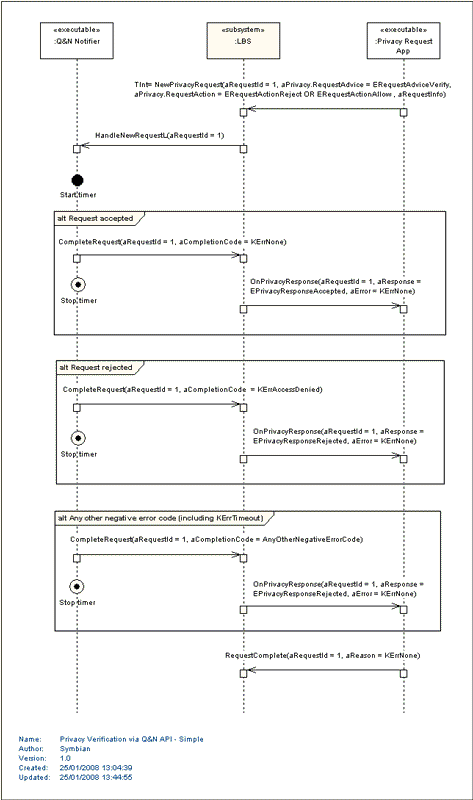 «executable»
:Q&N Notifier
«subsystem»
:LBS
«executable»
:Privacy Request
App
TInt= NewPrivacyRequest(aRequestId = 1, aPrivacy.RequestAdvice = ERequestAdviceVerify,
aPrivacy.RequestAction = ERequestActionReject OR ERequestActionAllow , aRequestInfo)
HandleNewRequestL(aRequestId = 1)
Start timer
alt Request accepted
CompleteRequest(aRequestId = 1, aCompletionCode = KErrNone)
Stop timer
OnPrivacyResponse(aRequestId = 1, aResponse =
EPrivacyResponseAccepted, aError = KErrNone)
alt Request rejected
CompleteRequest(aRequestId = 1, aCompletionCode = KErrAccessDenied)
Stop timer
OnPrivacyResponse(aRequestId = 1, aResponse =
EPrivacyResponseRejected, aError = KErrNone)
alt Any other negative error code (including KErrTimeout)
CompleteRequest(aRequestId = 1, aCompletionCode = AnyOtherNegativeErrorCode)
Stop timer
OnPrivacyResponse(aRequestId = 1, aResponse =
EPrivacyResponseRejected, aError = KErrNone)
RequestComplete(aRequestId = 1, aReason = KErrNone)
Name: Privacy Verification via Q&N API - Simple
Author: Symbian
Version: 1.0
Created: 25/01/2008 13:04:39
Updated: 25/01/2008 13:44:55